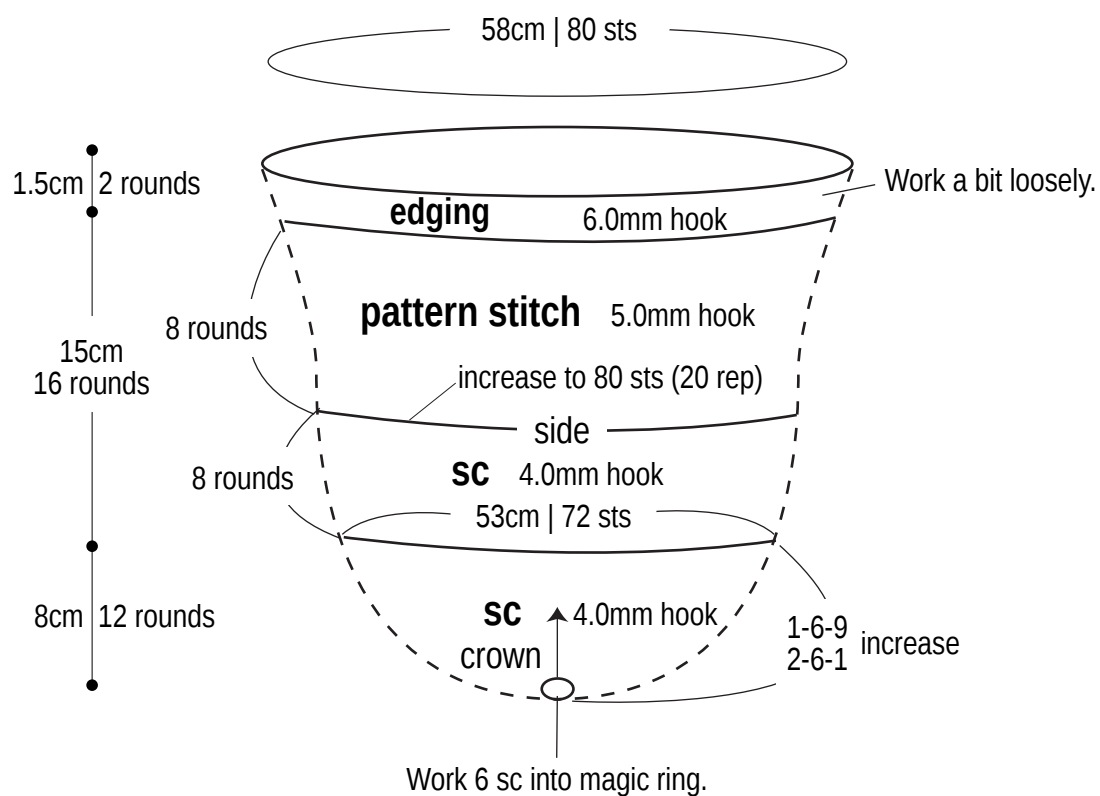 58cm | 80 sts
1.5cm 2 rounds
Work a bit loosely.
edging 6.0mm hook
pattern stitch 5.0mm hook
8 rounds
15cm
16 rounds
increase to 80 sts (20 rep)
side
sc 4.0mm hook
8 rounds
53cm | 72 sts
8cm 12 rounds
sc 4.0mm hook
crown
1-6-9
2-6-1
increase
Work 6 sc into magic ring.